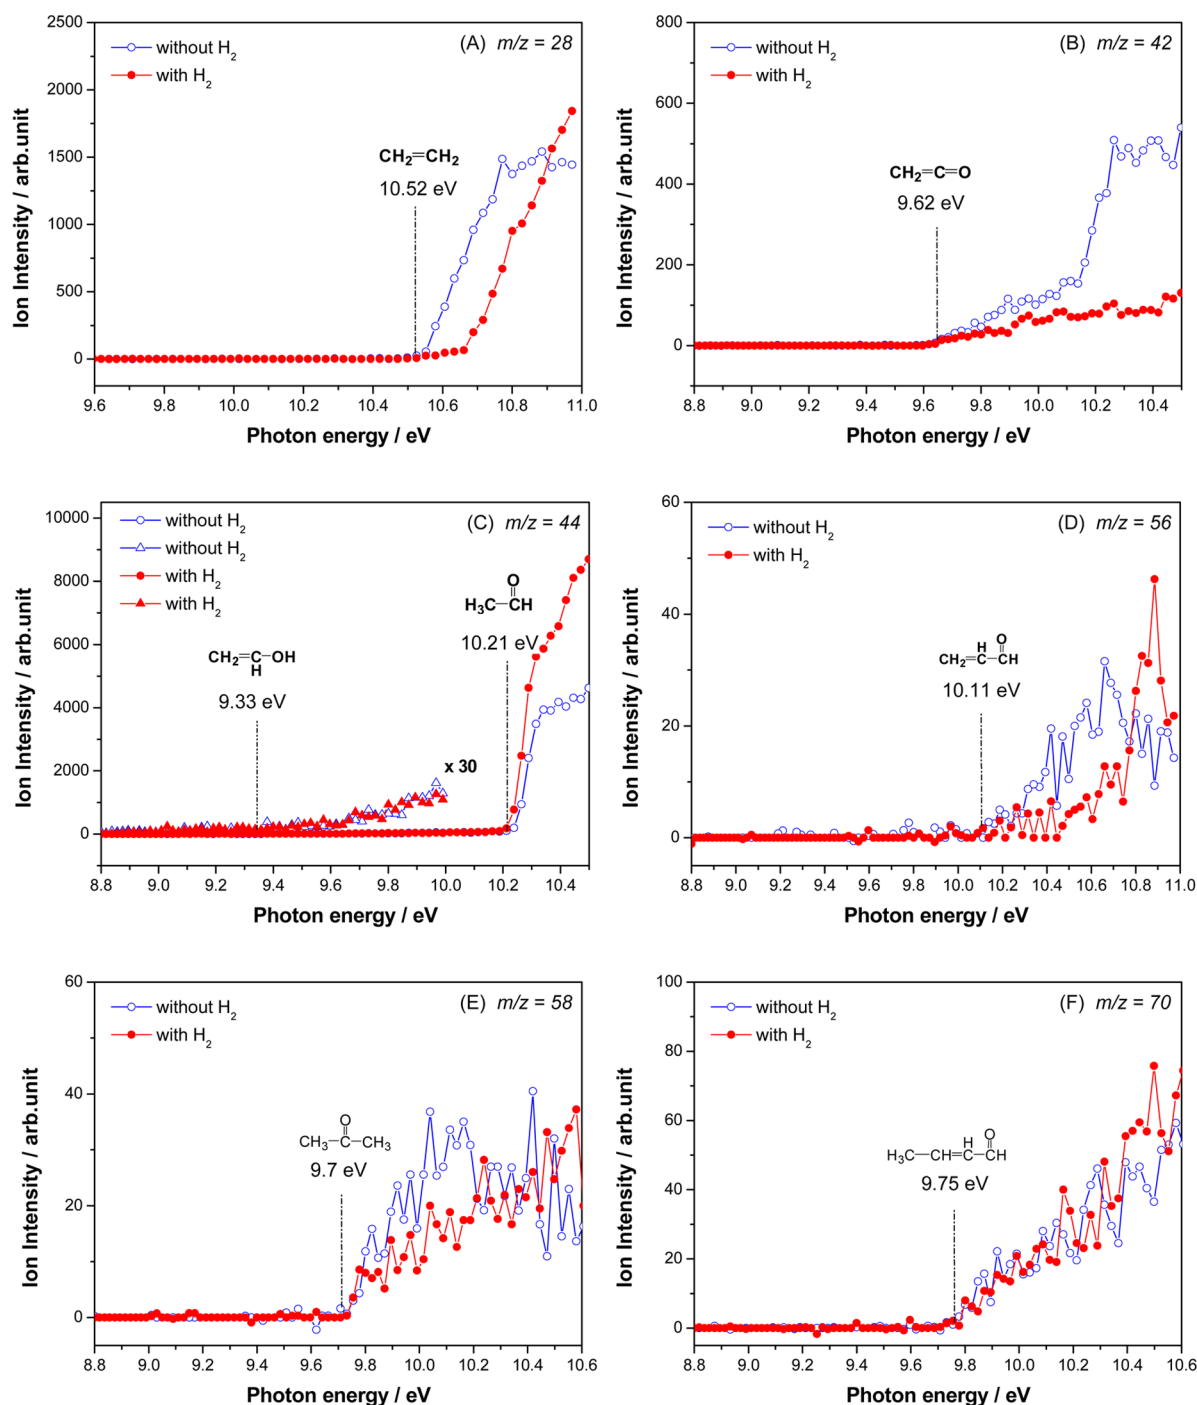 (A) m/z = 28
without H2
with H2
CH2=CH2
10.52 eV
2500
2000
1500
1000
500
0
9.6 9.8 10.0 10.2 10.4 10.6 10.8 11.0
Ion Intensity / arb.unit
Photon energy / eV
(B) m/z = 42
without H2
with H2
CH2=C=O
9.62 eV
800
600
400
200
0
8.8 9.0 9.2 9.4 9.6 9.8 10.0 10.2 10.4
Ion Intensity / arb.unit
Photon energy / eV
(C) m/z = 44
without H2
without H2
with H2
with H2
O
H3C CH
10.21 eV
CH2=C-OH
H
9.33 eV
x 30
10000
8000
6000
4000
2000
0
8.8 9.0 9.2 9.4 9.6 9.8 10.0 10.2 10.4
Ion Intensity / arb.unit
Photon energy / eV
(D) m/z = 56
without H2
with H2
H O
CH2=C-CH
10.11 eV
60
40
20
0
8.8 9.0 9.2 9.4 9.6 9.8 10.0 10.2 10.4 10.6 10.8 11.0
Ion Intensity / arb.unit
Photon energy / eV
(E) m/z = 58
without H2
with H2
O
CH3-C-CH3
9.7 eV
60
40
20
0
8.8 9.0 9.2 9.4 9.6 9.8 10.0 10.2 10.4 10.6
Ion Intensity / arb.unit
Photon energy / eV
(F) m/z = 70
without H2
with H2
H O
H3C-CH=C-CH
9.75 eV
100
80
60
40
20
0
8.8 9.0 9.2 9.4 9.6 9.8 10.0 10.2 10.4 10.6
Ion Intensity / arb.unit
Photon energy / eV